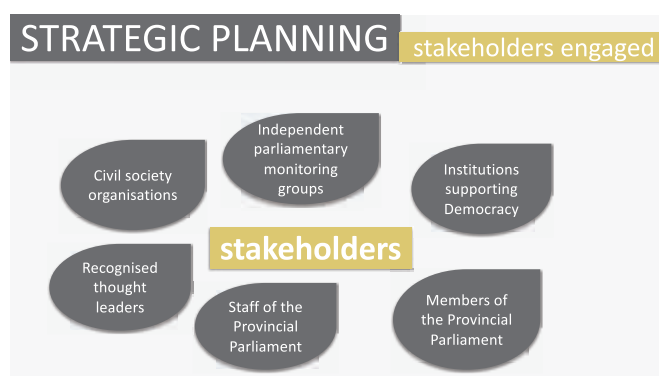 STRATEGIC PLANNING
stakeholders engaged
Independent
parliamentary
monitoring
groups
Civil society
organisations
Institutions
supporting
Democracy
stakeholders
Recognised
thought
leaders
Staff of the
Provincial
Parliament
Members of
the Provincial
Parliament